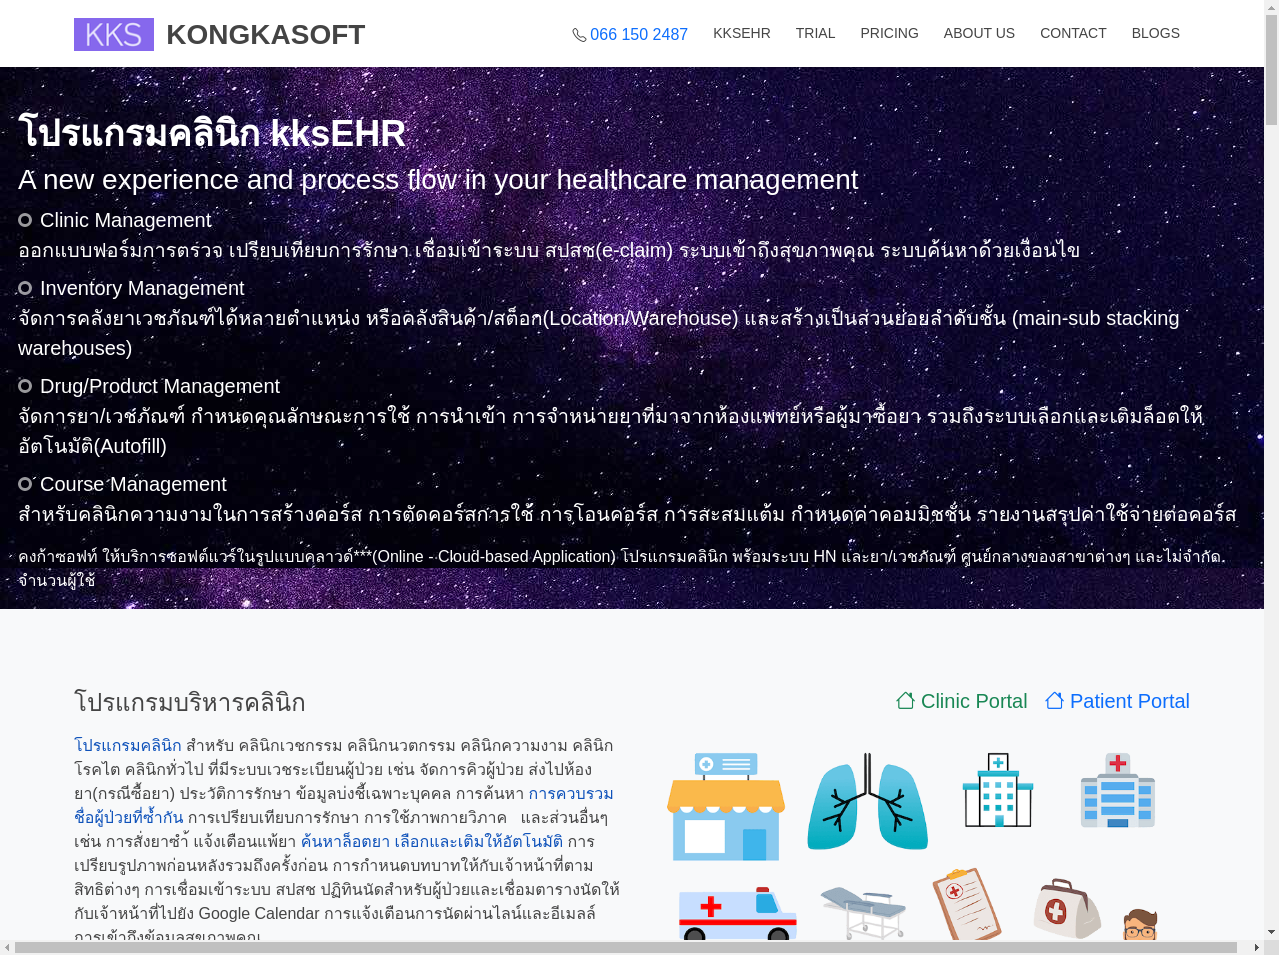 KKS KONGKASOFT
066 150 2487 KKSEHR TRIAL PRICING ABOUT US CONTACT BLOGS
โปรแกรมคลินิก kksEHR
A new experience and process flow in your healthcare management
Clinic Management
ออกแบบฟอร์มการตรวจ เปรียบเทียบการรักษา เชื่อมเข้าระบบ สปสช(e-claim) ระบบเข้าถึงสุขภาพคุณ ระบบค้นหาด้วยเงื่อนไข
Inventory Management
จัดการคลังยาเวชภัณฑ์ได้หลายตำแหน่ง หรือคลังสินค้า/สต็อก(Location/Warehouse) และสร้างเป็นส่วนย่อยลำดับชั้น (main-sub stacking
warehouses)
Drug/Product Management
จัดการยา/เวชภัณฑ์ กำหนดคุณลักษณะการใช้ การนำเข้า การจำหน่ายยาที่มาจากห้องแพทย์หรือผู้มาซื้อยา รวมถึงระบบเลือกและเติมล็อตให้
อัตโนมัติ(Autofill)
Course Management
สำหรับคลินิกความงามในการสร้างคอร์ส การตัดคอร์สการใช้ การโอนคอร์ส การสะสมแต้ม กำหนดค่าคอมมิชชั่น รายงานสรุปค่าใช้จ่ายต่อคอร์ส
คงก้าซอฟท์ ให้บริการซอฟต์แวร์ในรูปแบบคลาวด์***(Online - Cloud-based Application) โปรแกรมคลินิก พร้อมระบบ HN และยา/เวชภัณฑ์ ศูนย์กลางของสาขาต่างๆ และไม่จำกัด
จำนวนผู้ใช้
โปรแกรมบริหารคลินิก
Clinic Portal Patient Portal
โปรแกรมคลินิก สำหรับ คลินิกเวชกรรม คลินิกนวตกรรม คลินิกความงาม คลินิก
โรคไต คลินิกทั่วไป ที่มีระบบเวชระเบียนผู้ป่วย เช่น จัดการคิวผู้ป่วย ส่งไปห้อง
ยา(กรณีซื้อยา) ประวัติการรักษา ข้อมูลบ่งชี้เฉพาะบุคคล การค้นหา การควบรวม
ชื่อผู้ป่วยที่ซ้ำกัน การเปรียบเทียบการรักษา การใช้ภาพกายวิภาค และส่วนอื่นๆ
เช่น การสั่งยาซำ้ แจ้งเตือนแพ้ยา ค้นหาล็อตยา เลือกและเติมให้อัตโนมัติ การ
เปรียบรูปภาพก่อนหลังรวมถึงครั้งก่อน การกำหนดบทบาทให้กับเจ้าหน้าที่ตาม
สิทธิต่างๆ การเชื่อมเข้าระบบ สปสช ปฏิทินนัดสำหรับผู้ป่วยและเชื่อมตารางนัดให้
กับเจ้าหน้าที่ไปยัง Google Calendar การแจ้งเตือนการนัดผ่านไลน์และอีเมลล์
การเข้าถึงข้อมูลสุขภาพคุณ